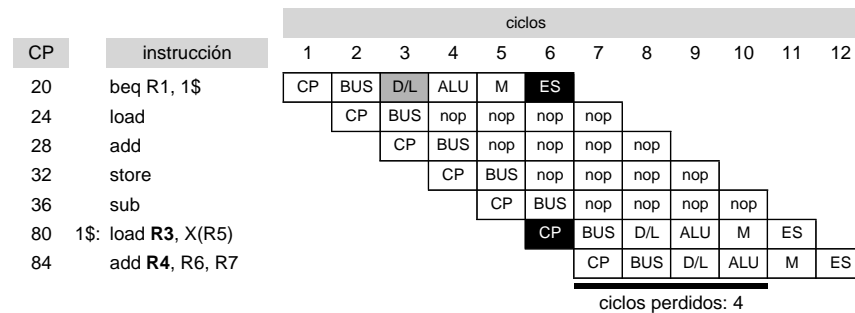 ciclos
CP instrucción 1 2 3 4 5 6 7 8 9 10 11 12
20 beq R1, 1$ CP BUS D/L ALU M ES
24 load CP BUS nop nop nop nop
28 add CP BUS nop nop nop nop
32 store CP BUS nop nop nop nop
36 sub CP BUS nop nop nop nop
80 1$: load R3, X(R5) CP BUS D/L ALU M ES
84 add R4, R6, R7 CP BUS D/L ALU M ES
ciclos perdidos: 4